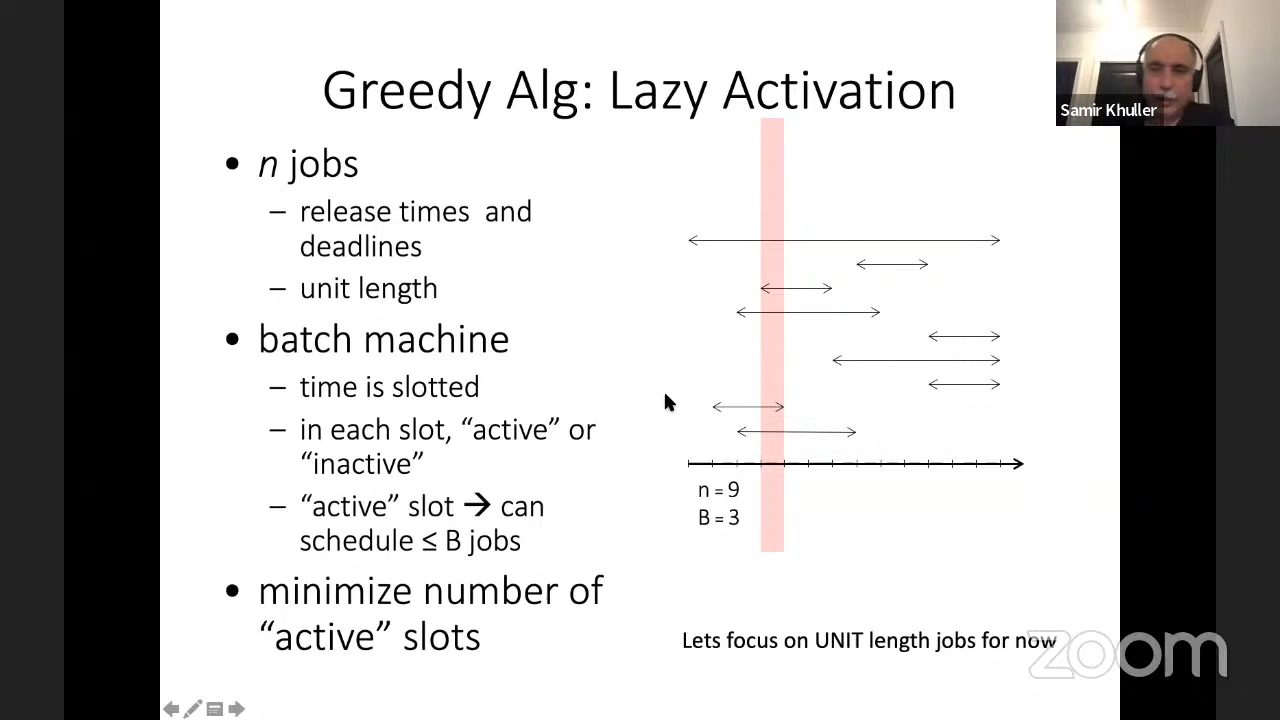 Greedy Alg: Lazy Activation
Samir Khuller
• n jobs
– release times and
deadlines
– unit length
• batch machine
– time is slotted
– in each slot, “active” or
“inactive”
– “active” slot → can
schedule ≤ B jobs
• minimize number of
“active” slots
n = 9
B = 3
Lets focus on UNIT length jobs for now
zoom